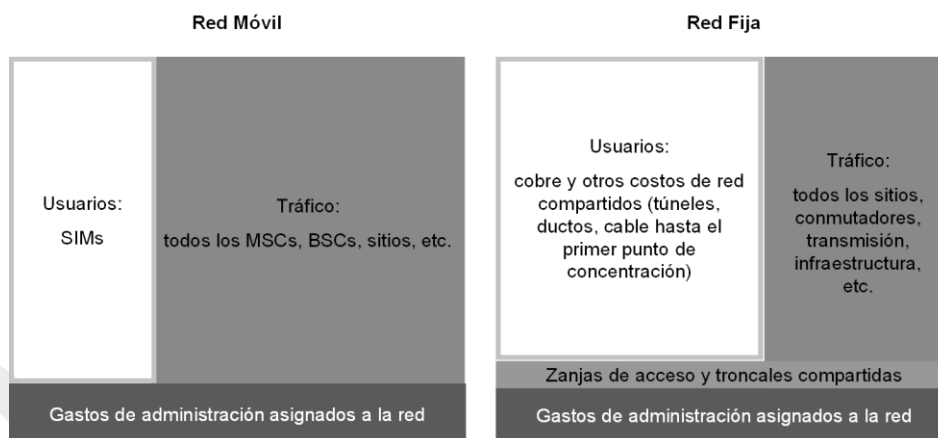 Red Móvil
Usuarios:
SIMs
Tráfico:
todos los MSCs, BSCs, sitios, etc.
Gastos de administración asignados a la red
Red Fija
Usuarios:
cobre y otros costos de red
compartidos (túneles,
ductos, cable hasta el
primer punto de
concentración)
Tráfico:
todos los sitios,
conmutadores,
transmisión,
infraestructura,
etc.
Zanjas de acceso y troncales compartidas
Gastos de administración asignados a la red